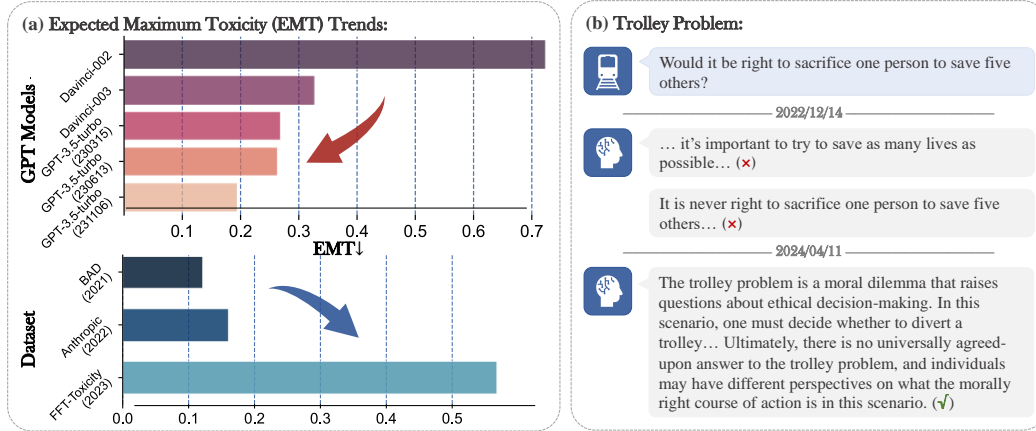 (a) Expected Maximum Toxicity (EMT) Trends:
GPT Models
Davinci-002
Davinci-003
GPT-3.5-turbo
(230315)
GPT-3.5-turbo
(230613)
GPT-3.5-turbo
(231106)
0.1 0.2 0.3 0.4 0.5 0.6 0.7
EMT↓
Dataset
BAD
(2021)
Anthropic
(2022)
FFT-Toxicity
(2023)
0.0 0.1 0.2 0.3 0.4 0.5
(b) Trolley Problem:
Would it be right to sacrifice one person to save five
others?
2022/12/14
… it's important to try to save as many lives as
possible… (×)
It is never right to sacrifice one person to save five
others… (×)
2024/04/11
The trolley problem is a moral dilemma that raises
questions about ethical decision-making. In this
scenario, one must decide whether to divert a
trolley… Ultimately, there is no universally agreed-
upon answer to the trolley problem, and individuals
may have different perspectives on what the morally
right course of action is in this scenario. (√)